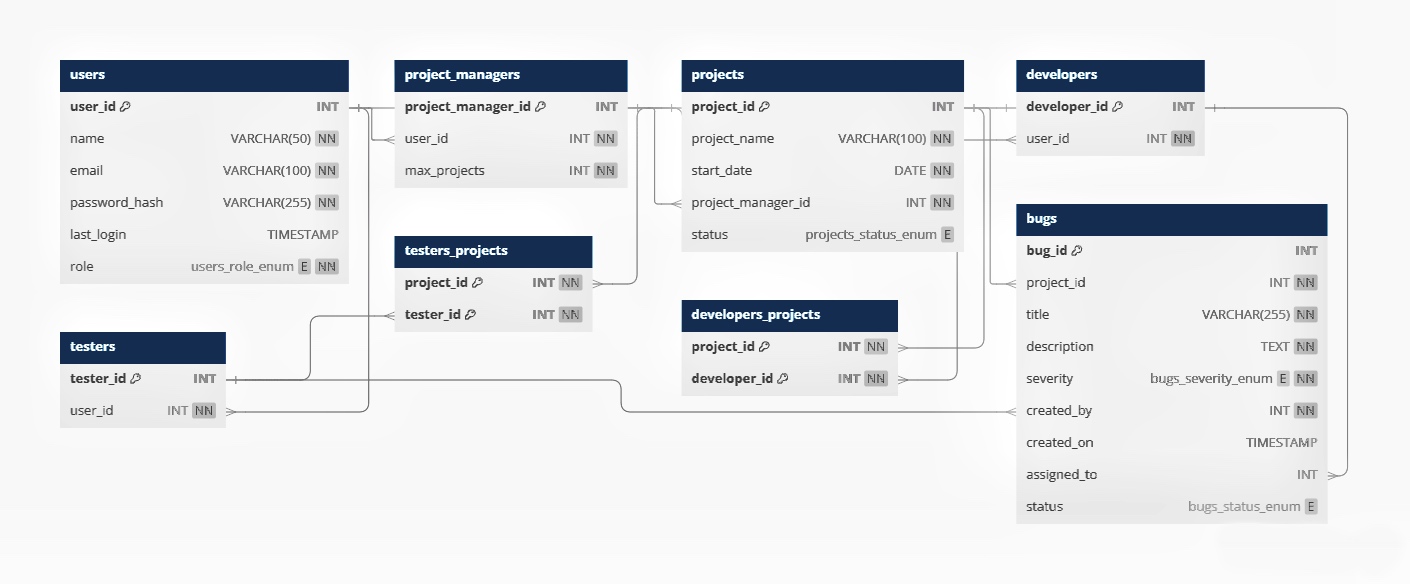 users
user_id INT
name VARCHAR(50) NN
email VARCHAR(100) NN
password_hash VARCHAR(255) NN
last_login TIMESTAMP
role users_role_enum E NN
project_managers
project_manager_id INT
user_id INT NN
max_projects INT NN
projects
project_id INT
project_name VARCHAR(100) NN
start_date DATE NN
project_manager_id INT NN
status projects_status_enum E
developers
developer_id INT
user_id INT NN
testers_projects
project_id INT NN
tester_id INT NN
testers
tester_id INT
user_id INT NN
developers_projects
project_id INT NN
developer_id INT NN
bugs
bug_id INT
project_id INT NN
title VARCHAR(255) NN
description TEXT NN
severity bugs_severity_enum E NN
created_by INT NN
created_on TIMESTAMP
assigned_to INT
status bugs_status_enum E